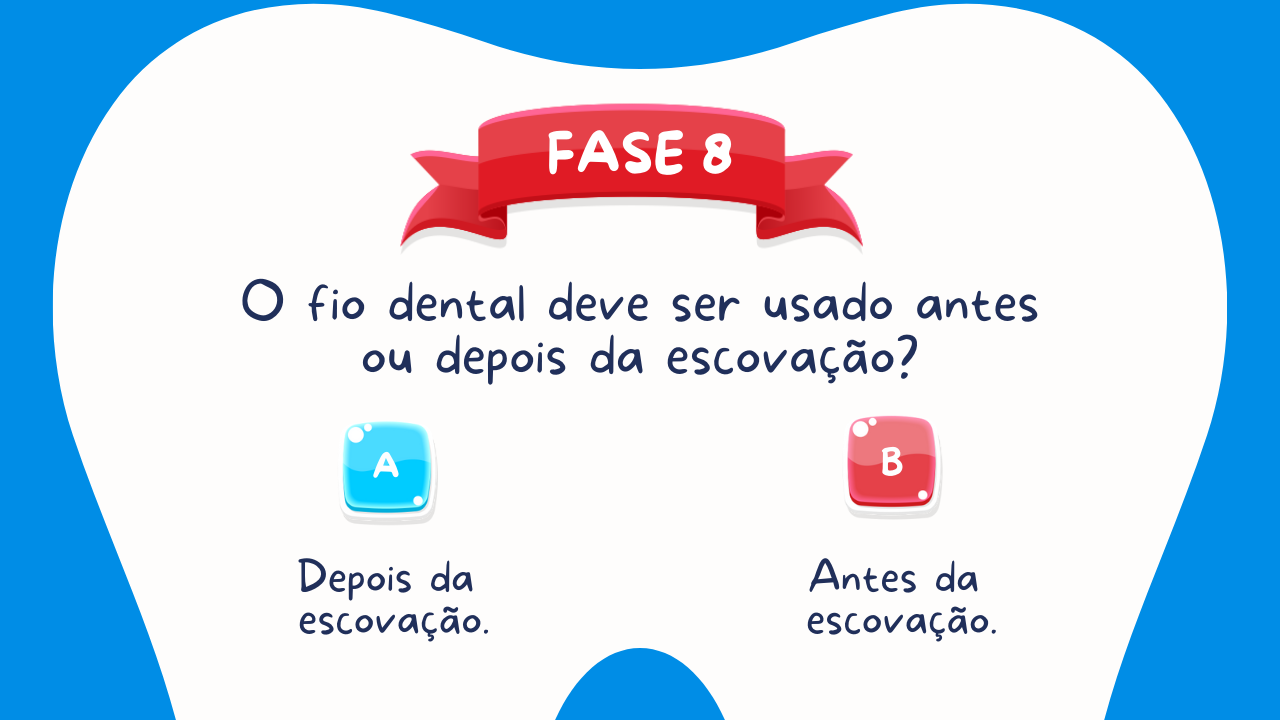 FASE 8
O fio dental deve ser usado antes
ou depois da escovação?
A
B
Depois da
escovação.
Antes da
escovação.